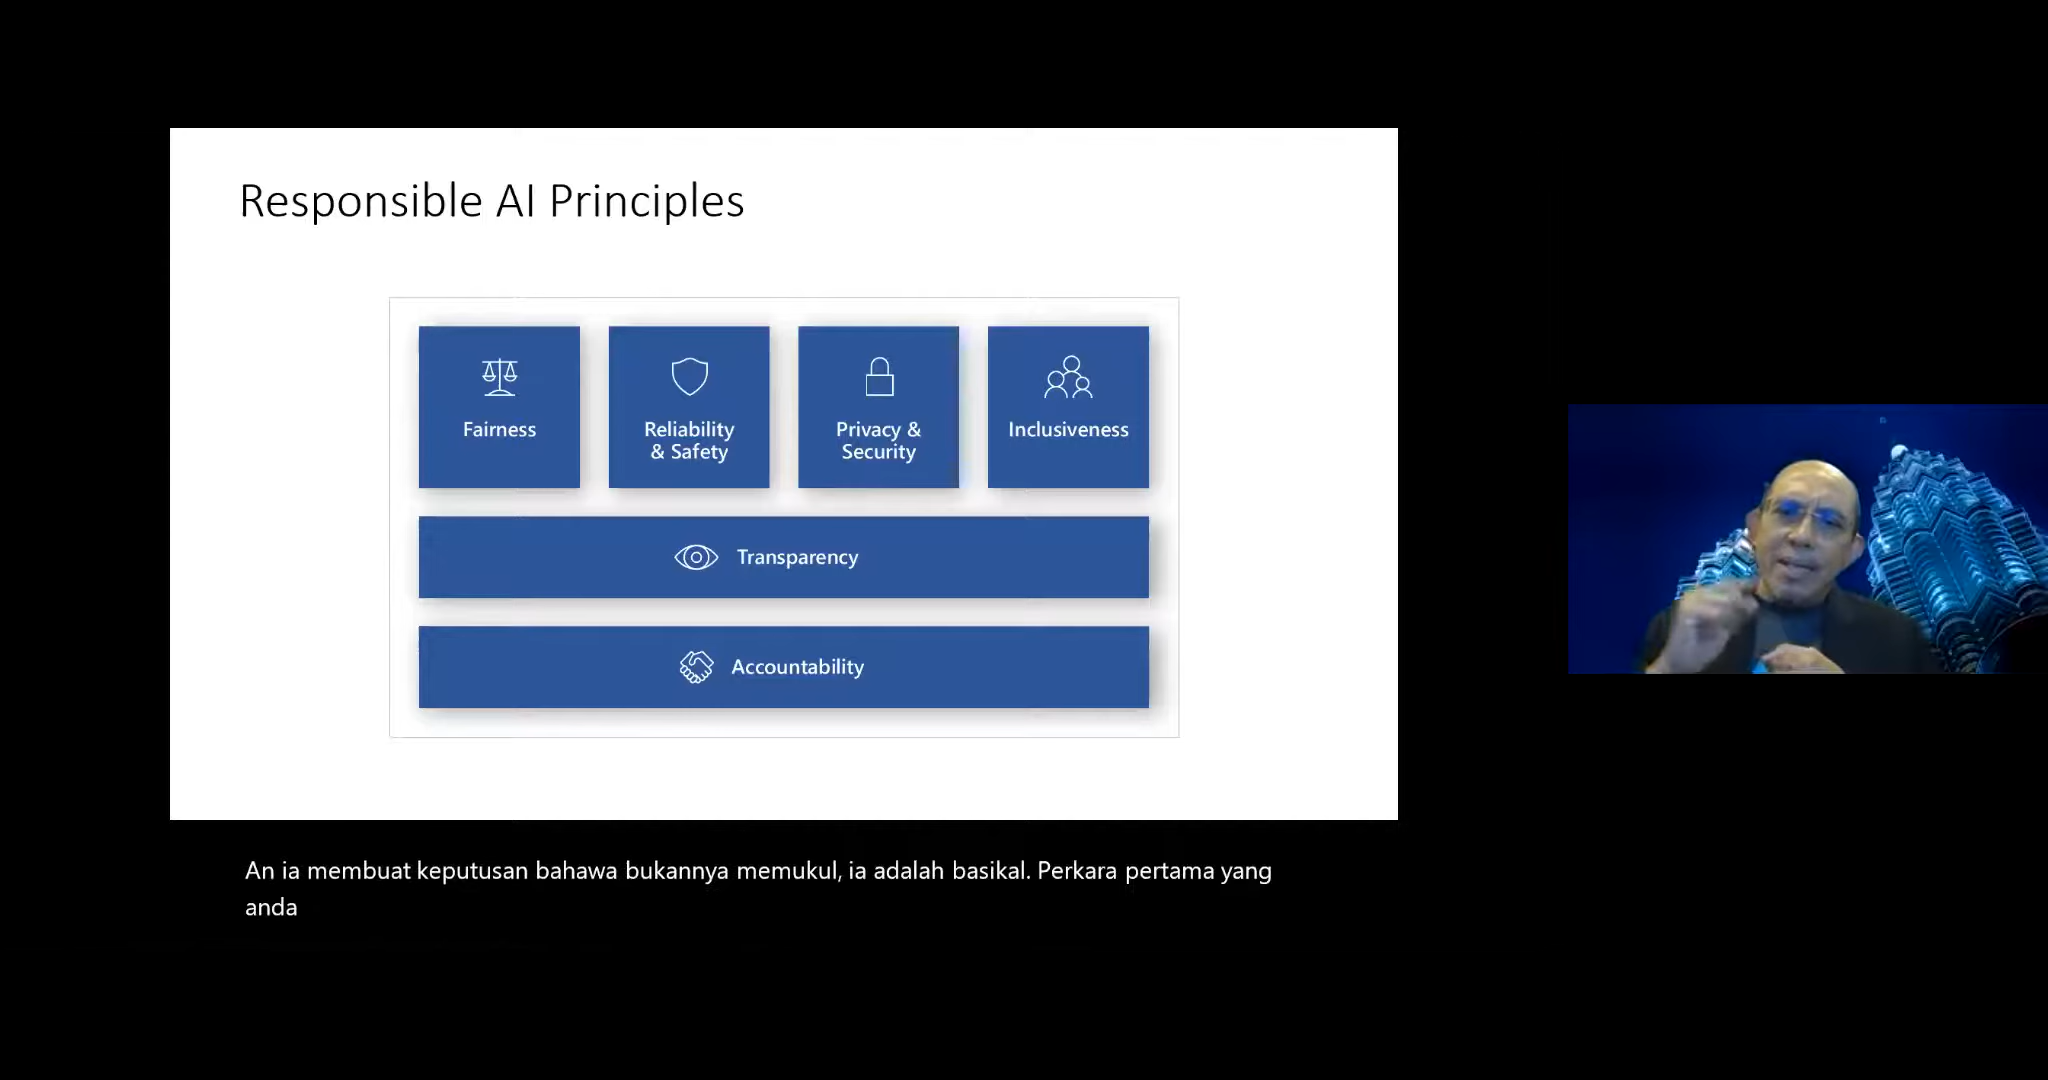 Responsible AI Principles
Fairness
Reliability
& Safety
Privacy &
Security
Inclusiveness
Transparency
Accountability
An ia membuat keputusan bahawa bukannya memukul, ia adalah basikal. Perkara pertama yang
anda